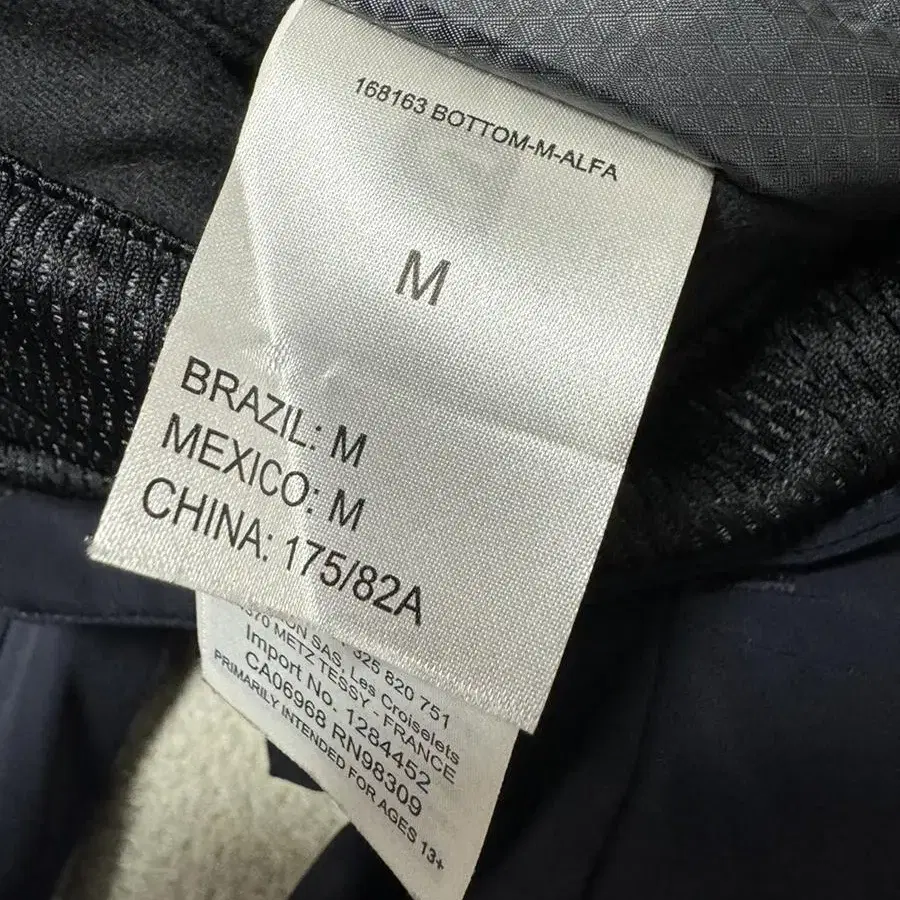 168163 BOTTOM-M-ALFA
M
BRAZIL: M
MEXICO: M
CHINA: 175/82A
SAS, 325 820 751
METZ TESSY - FRANCE
Les Croiselets
Import No. 1284452
CA06968 RN98309
PRIMARILY INTENDED FOR AGES 13+